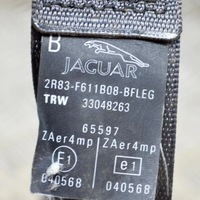 B
JAGUAR
2R83-F611B08-BFLEG
TRW 33048263
65597
ZAer4mp ZAer4mp
E1 e1
040568 040568